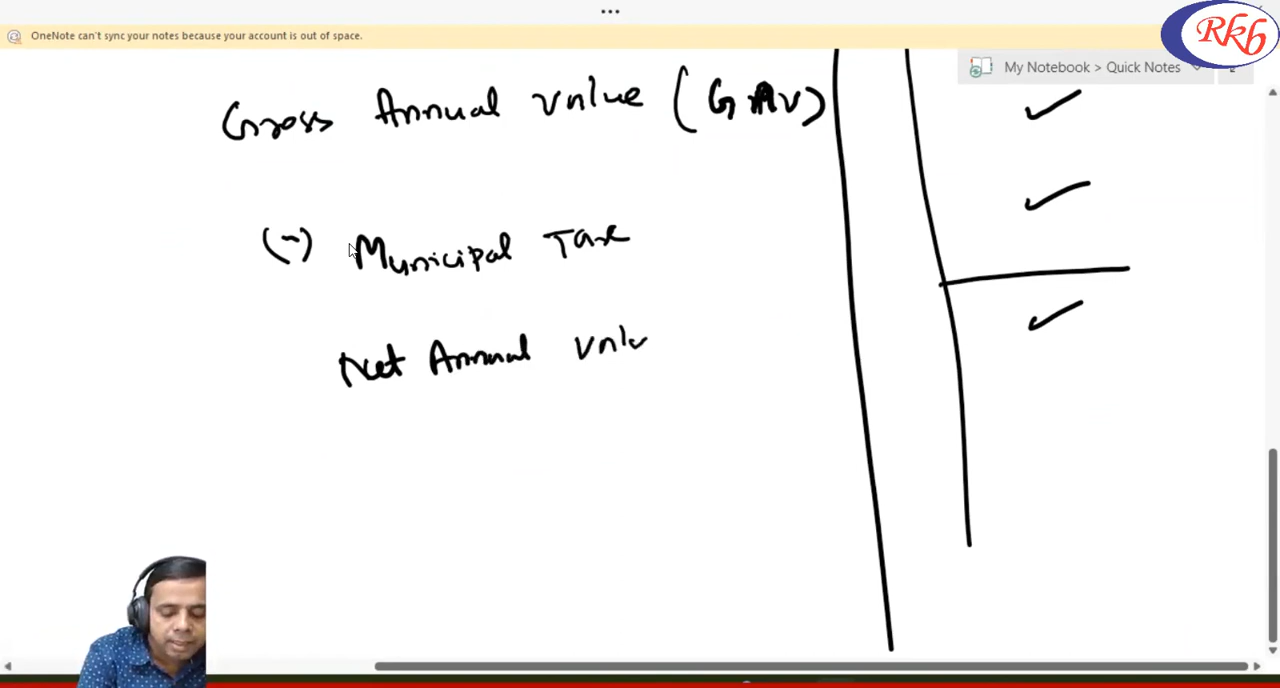 OneNote can't sync your notes because your account is out of space.
Rkb
My Notebook > Quick Notes
Gross Annual Value (GAV)
(-) Municipal Tax
Net Annual Valu